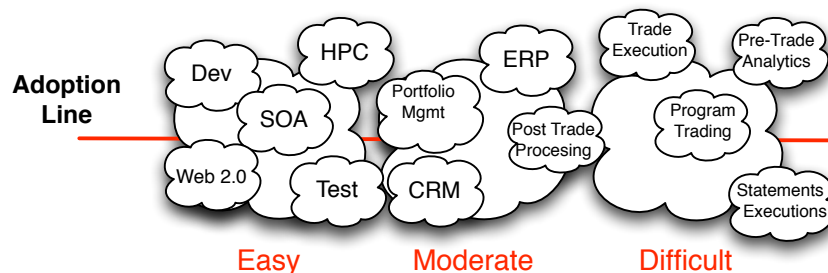 Adoption
Line
Dev
HPC
SOA
Web 2.0
Test
Easy
Portfolio
Mgmt
ERP
Post Trade
Procesing
CRM
Moderate
Trade
Execution
Pre-Trade
Analytics
Program
Trading
Statements
Executions
Difficult